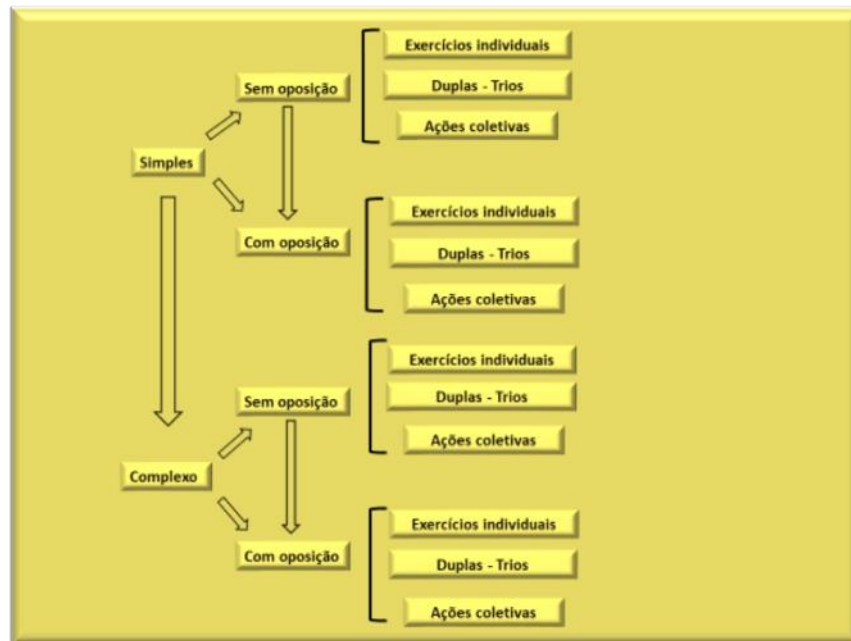 Exercícios individuais
Sem oposição
Duplas - Trios
Ações coletivas
Simples
Exercícios individuais
Com oposição
Duplas - Trios
Ações coletivas
Exercícios individuais
Sem oposição
Duplas - Trios
Ações coletivas
Complexo
Exercícios individuais
Com oposição
Duplas - Trios
Ações coletivas